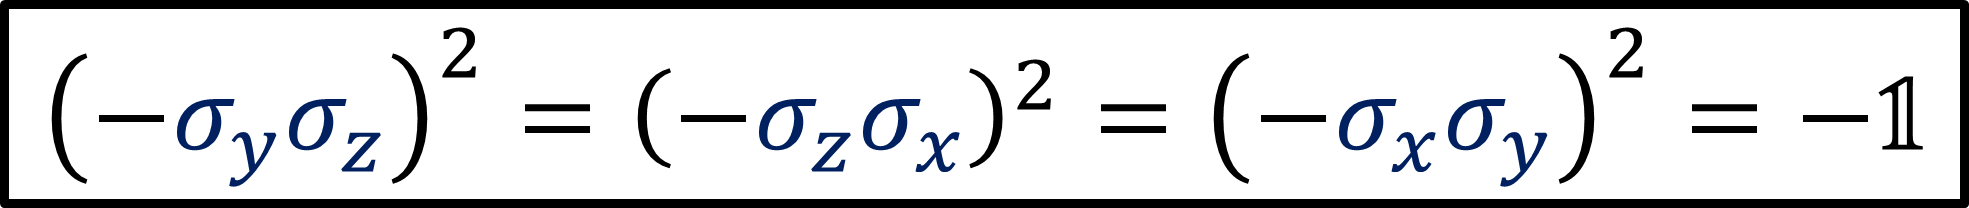 (−σ_yσ_z)² = (−σ_zσ_x)² = (−σ_xσ_y)² = −𝟙